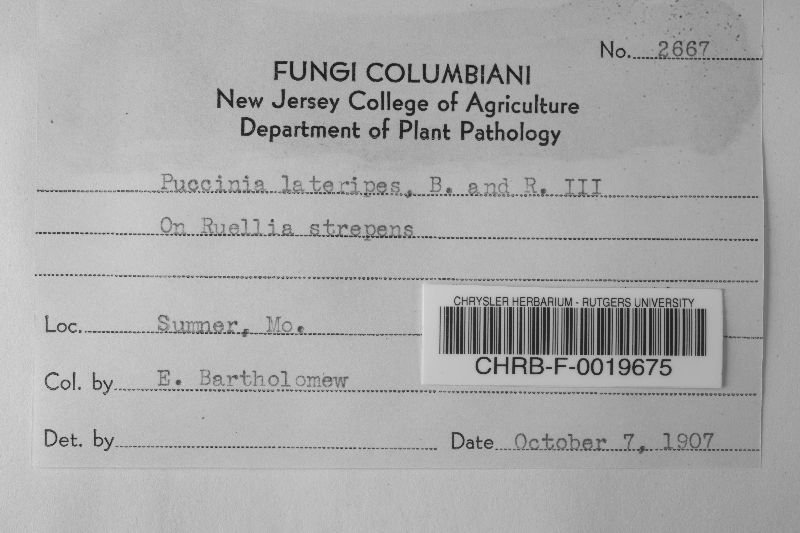 No. 2667
FUNGI COLUMBIANI
New Jersey College of Agriculture
Department of Plant Pathology
Puccinia lateripes, B. and R. III
On Ruellia strepens
Loc. Sumner, Mo.
CHRYSLER HERBARIUM - RUTGERS UNIVERSITY
CHRB-F-0019675
Col. by E. Bartholomew
Det. by
Date October 7, 1907